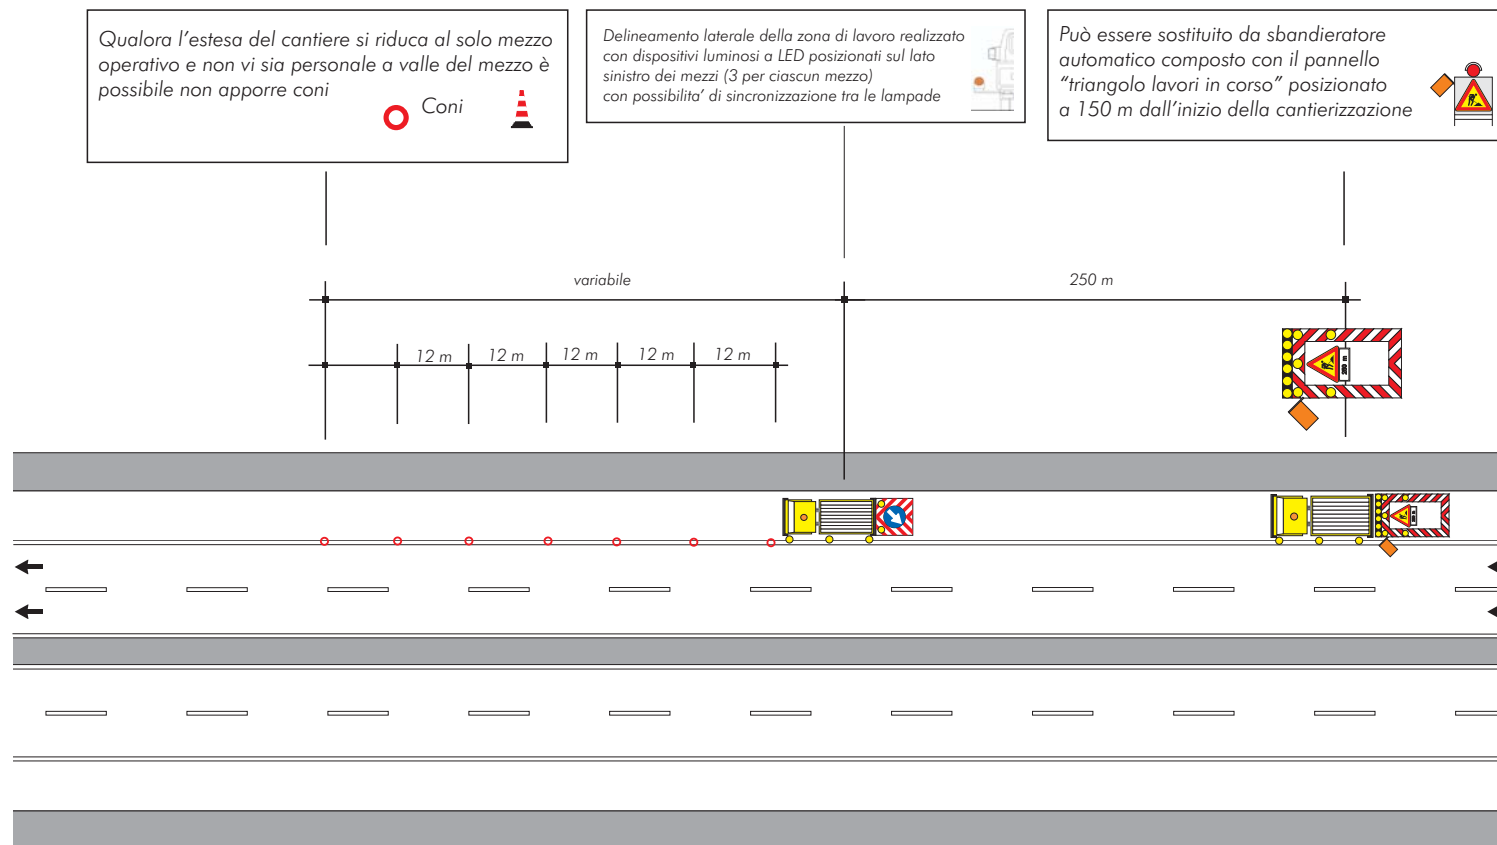 Qualora l’estesa del cantiere si riduca al solo mezzo
operativo e non vi sia personale a valle del mezzo è
possibile non apporre coni
Coni
Delineamento laterale della zona di lavoro realizzato
con dispositivi luminosi a LED posizionati sul lato
sinistro dei mezzi (3 per ciascun mezzo)
con possibilita’ di sincronizzazione tra le lampade
Può essere sostituito da sbandieratore
automatico composto con il pannello
“triangolo lavori in corso” posizionato
a 150 m dall’inizio della cantierizzazione
variabile
250 m
12 m
12 m
12 m
12 m
12 m